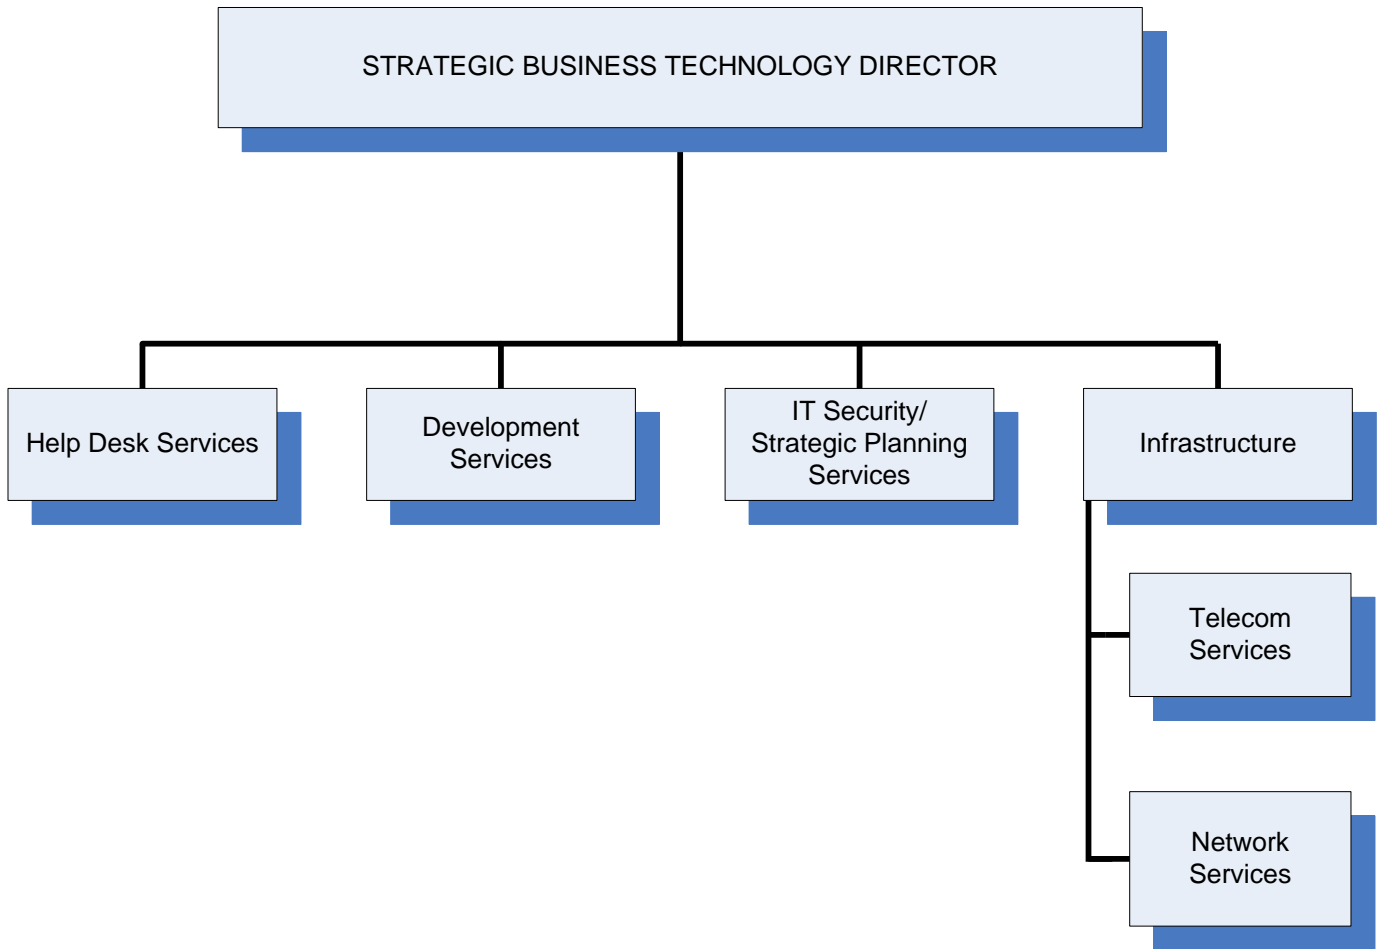 STRATEGIC BUSINESS TECHNOLOGY DIRECTOR
Help Desk Services
Development
Services
IT Security/
Strategic Planning
Services
Infrastructure
Telecom
Services
Network
Services